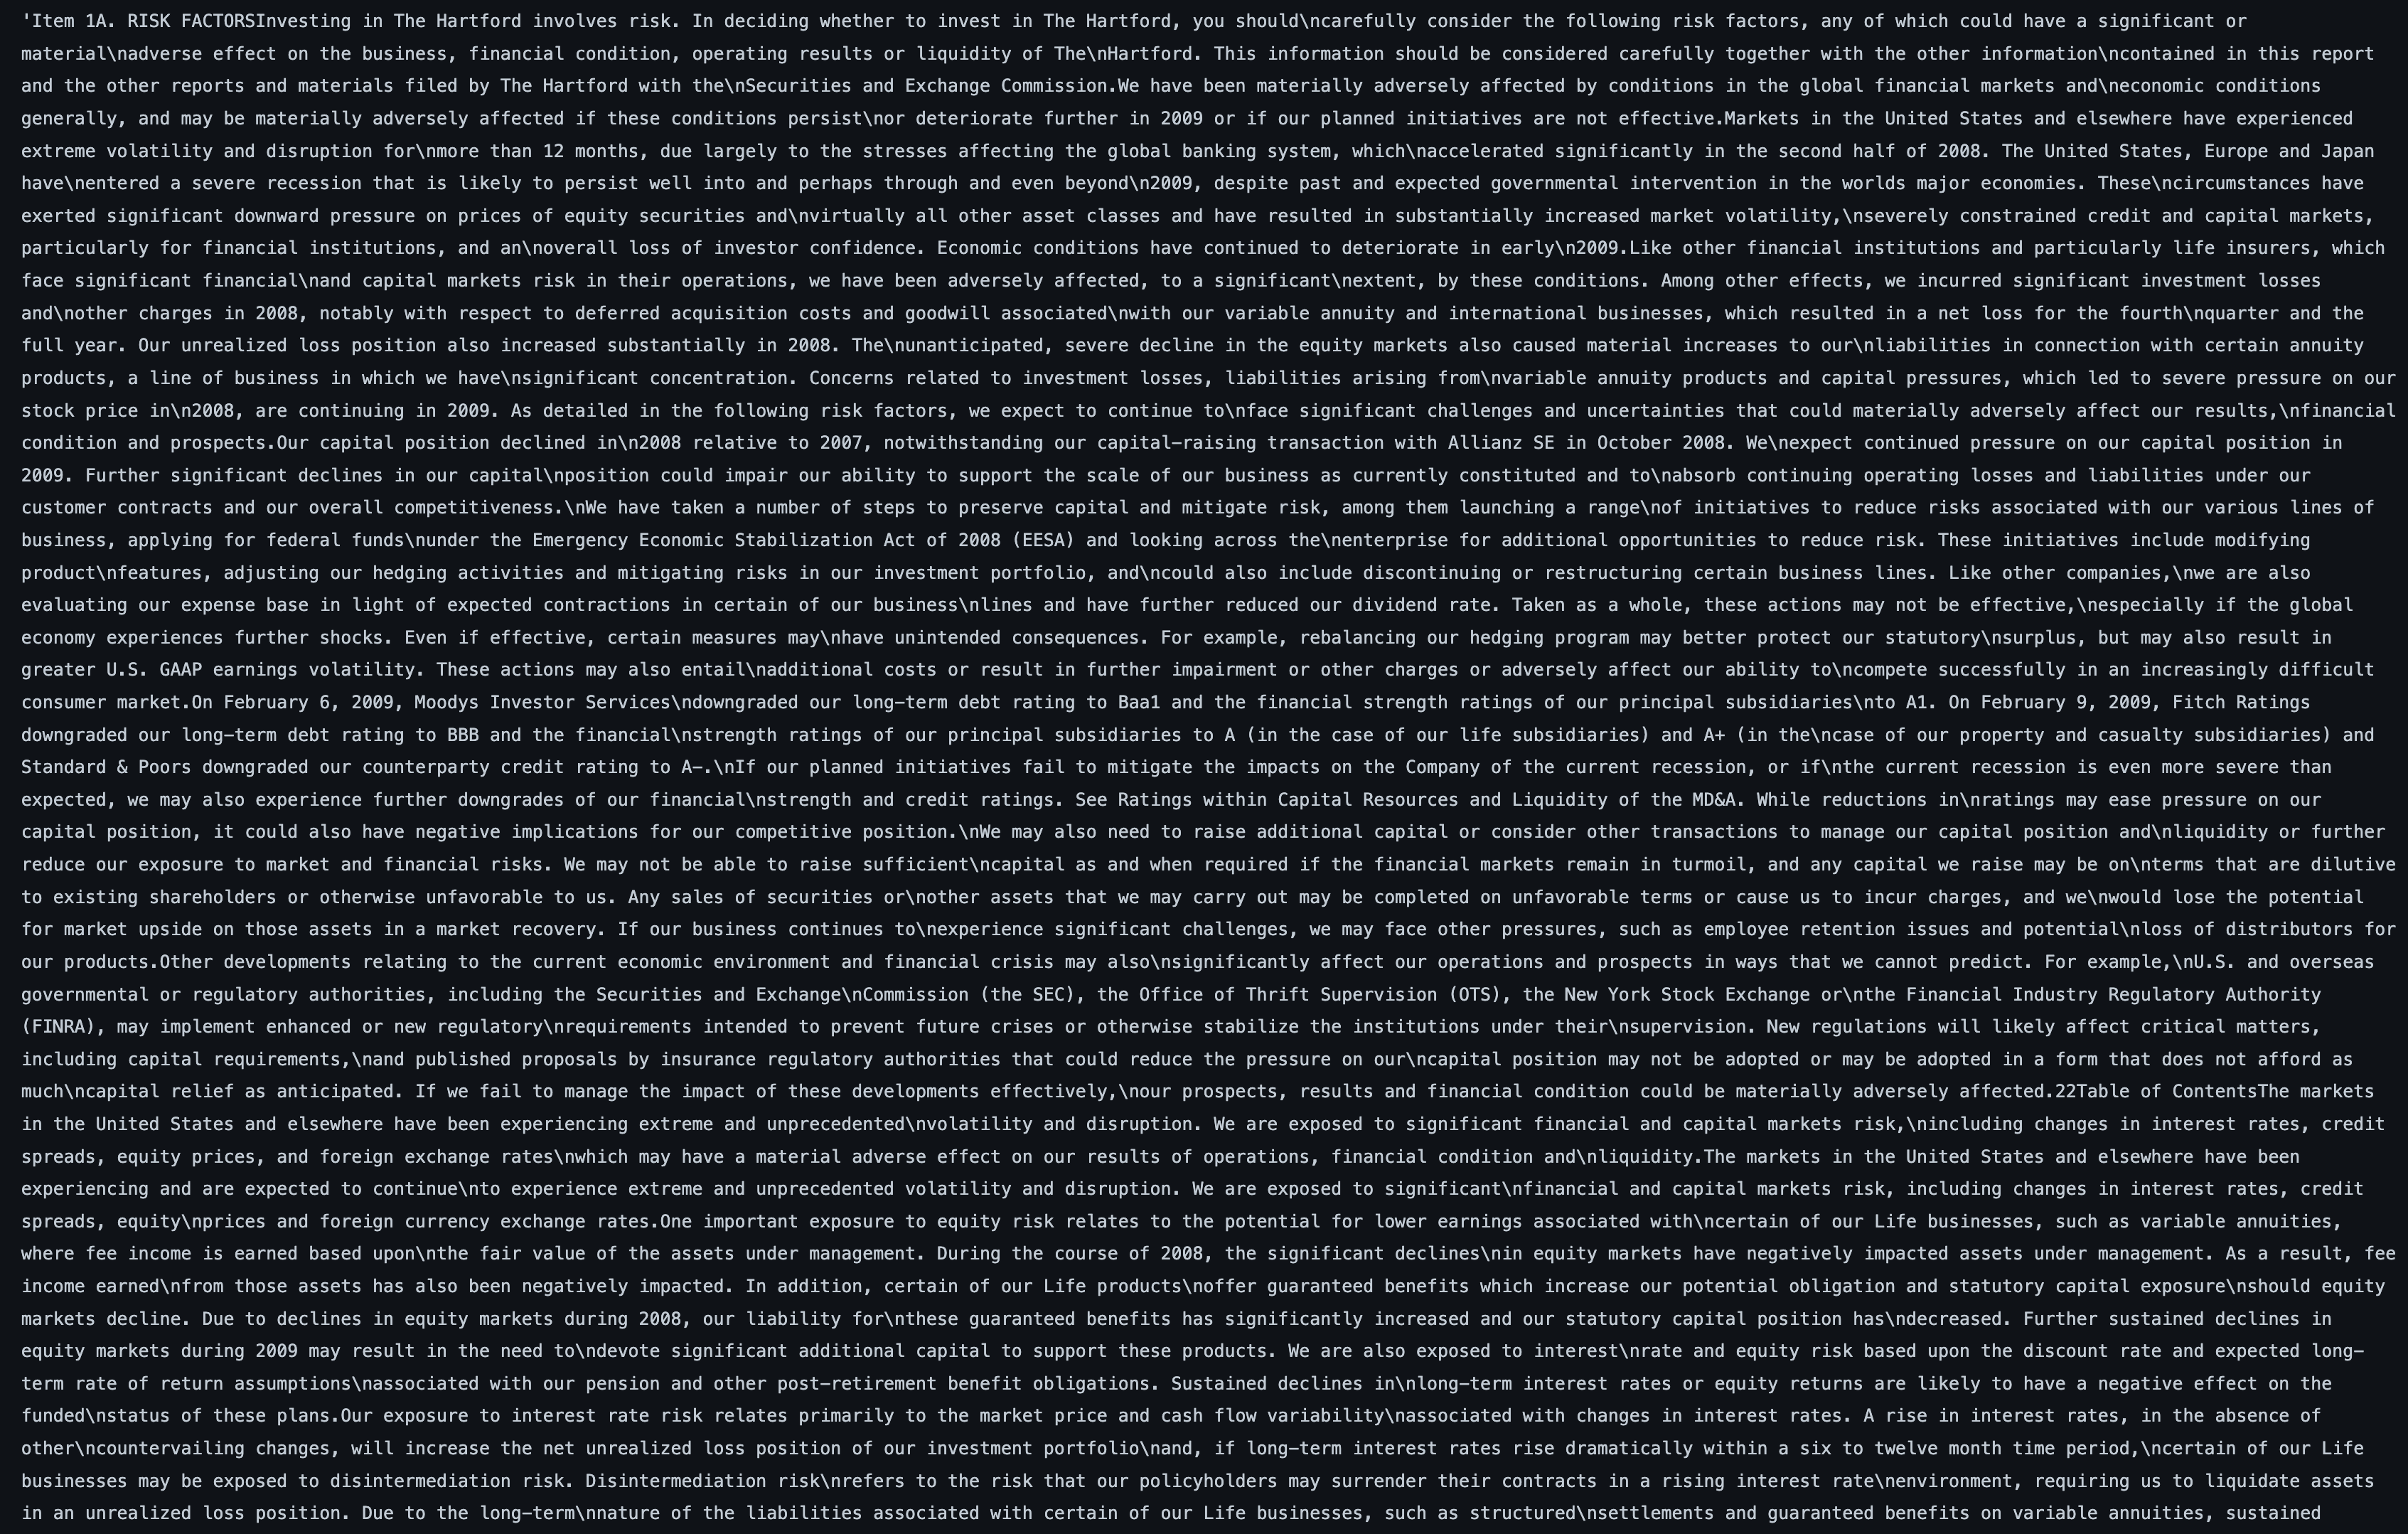 'Item 1A. RISK FACTORSInvesting in The Hartford involves risk. In deciding whether to invest in The Hartford, you should\ncarefully consider the following risk factors, any of which could have a significant or
material\nadverse effect on the business, financial condition, operating results or liquidity of The\nHartford. This information should be considered carefully together with the other information\ncontained in this report
and the other reports and materials filed by The Hartford with the\nSecurities and Exchange Commission.We have been materially adversely affected by conditions in the global financial markets and\neconomic conditions
generally, and may be materially adversely affected if these conditions persist\nor deteriorate further in 2009 or if our planned initiatives are not effective.Markets in the United States and elsewhere have experienced
extreme volatility and disruption for\nmore than 12 months, due largely to the stresses affecting the global banking system, which\naccelerated significantly in the second half of 2008. The United States, Europe and Japan
have\nentered a severe recession that is likely to persist well into and perhaps through and even beyond\n2009, despite past and expected governmental intervention in the worlds major economies. These\ncircumstances have
exerted significant downward pressure on prices of equity securities and\nvirtually all other asset classes and have resulted in substantially increased market volatility,\nseverely constrained credit and capital markets,
particularly for financial institutions, and an\noverall loss of investor confidence. Economic conditions have continued to deteriorate in early\n2009.Like other financial institutions and particularly life insurers, which
face significant financial\nand capital markets risk in their operations, we have been adversely affected, to a significant\nextent, by these conditions. Among other effects, we incurred significant investment losses
and\nother charges in 2008, notably with respect to deferred acquisition costs and goodwill associated\nwith our variable annuity and international businesses, which resulted in a net loss for the fourth\nquarter and the
full year. Our unrealized loss position also increased substantially in 2008. The\nunanticipated, severe decline in the equity markets also caused material increases to our\nliabilities in connection with certain annuity
products, a line of business in which we have\nsignificant concentration. Concerns related to investment losses, liabilities arising from\nvariable annuity products and capital pressures, which led to severe pressure on our
stock price in\n2008, are continuing in 2009. As detailed in the following risk factors, we expect to continue to\nface significant challenges and uncertainties that could materially adversely affect our results,\nfinancial
condition and prospects.Our capital position declined in\n2008 relative to 2007, notwithstanding our capital-raising transaction with Allianz SE in October 2008. We\nexpect continued pressure on our capital position in
2009. Further significant declines in our capital\nposition could impair our ability to support the scale of our business as currently constituted and to\nabsorb continuing operating losses and liabilities under our
customer contracts and our overall competitiveness.\nWe have taken a number of steps to preserve capital and mitigate risk, among them launching a range\nof initiatives to reduce risks associated with our various lines of
business, applying for federal funds\nunder the Emergency Economic Stabilization Act of 2008 (EESA) and looking across the\nenterprise for additional opportunities to reduce risk. These initiatives include modifying
product\nfeatures, adjusting our hedging activities and mitigating risks in our investment portfolio, and\ncould also include discontinuing or restructuring certain business lines. Like other companies,\nwe are also
evaluating our expense base in light of expected contractions in certain of our business\nlines and have further reduced our dividend rate. Taken as a whole, these actions may not be effective,\nespecially if the global
economy experiences further shocks. Even if effective, certain measures may\nhave unintended consequences. For example, rebalancing our hedging program may better protect our statutory\nsurplus, but may also result in
greater U.S. GAAP earnings volatility. These actions may also entail\nadditional costs or result in further impairment or other charges or adversely affect our ability to\ncompete successfully in an increasingly difficult
consumer market.On February 6, 2009, Moodys Investor Services\ndowngraded our long-term debt rating to Baa1 and the financial strength ratings of our principal subsidiaries\nto A1. On February 9, 2009, Fitch Ratings
downgraded our long-term debt rating to BBB and the financial\nstrength ratings of our principal subsidiaries to A (in the case of our life subsidiaries) and A+ (in the\ncase of our property and casualty subsidiaries) and
Standard & Poors downgraded our counterparty credit rating to A-.\nIf our planned initiatives fail to mitigate the impacts on the Company of the current recession, or if\nthe current recession is even more severe than
expected, we may also experience further downgrades of our financial\nstrength and credit ratings. See Ratings within Capital Resources and Liquidity of the MD&A. While reductions in\nratings may ease pressure on our
capital position, it could also have negative implications for our competitive position.\nWe may also need to raise additional capital or consider other transactions to manage our capital position and\nliquidity or further
reduce our exposure to market and financial risks. We may not be able to raise sufficient\ncapital as and when required if the financial markets remain in turmoil, and any capital we raise may be on\nterms that are dilutive
to existing shareholders or otherwise unfavorable to us. Any sales of securities or\nother assets that we may carry out may be completed on unfavorable terms or cause us to incur charges, and we\nwould lose the potential
for market upside on those assets in a market recovery. If our business continues to\nexperience significant challenges, we may face other pressures, such as employee retention issues and potential\nloss of distributors for
our products.Other developments relating to the current economic environment and financial crisis may also\nsignificantly affect our operations and prospects in ways that we cannot predict. For example,\nU.S. and overseas
governmental or regulatory authorities, including the Securities and Exchange\nCommission (the SEC), the Office of Thrift Supervision (OTS), the New York Stock Exchange or\nthe Financial Industry Regulatory Authority
(FINRA), may implement enhanced or new regulatory\nrequirements intended to prevent future crises or otherwise stabilize the institutions under their\nsupervision. New regulations will likely affect critical matters,
including capital requirements,\nand published proposals by insurance regulatory authorities that could reduce the pressure on our\ncapital position may not be adopted or may be adopted in a form that does not afford as
much\ncapital relief as anticipated. If we fail to manage the impact of these developments effectively,\nour prospects, results and financial condition could be materially adversely affected.22Table of ContentsThe markets
in the United States and elsewhere have been experiencing extreme and unprecedented\nvolatility and disruption. We are exposed to significant financial and capital markets risk,\nincluding changes in interest rates, credit
spreads, equity prices, and foreign exchange rates\nwhich may have a material adverse effect on our results of operations, financial condition and\nliquidity.The markets in the United States and elsewhere have been
experiencing and are expected to continue\nto experience extreme and unprecedented volatility and disruption. We are exposed to significant\nfinancial and capital markets risk, including changes in interest rates, credit
spreads, equity\nprices and foreign currency exchange rates.One important exposure to equity risk relates to the potential for lower earnings associated with\ncertain of our Life businesses, such as variable annuities,
where fee income is earned based upon\nthe fair value of the assets under management. During the course of 2008, the significant declines\nin equity markets have negatively impacted assets under management. As a result, fee
income earned\nfrom those assets has also been negatively impacted. In addition, certain of our Life products\noffer guaranteed benefits which increase our potential obligation and statutory capital exposure\nshould equity
markets decline. Due to declines in equity markets during 2008, our liability for\nthese guaranteed benefits has significantly increased and our statutory capital position has\ndecreased. Further sustained declines in
equity markets during 2009 may result in the need to\ndevote significant additional capital to support these products. We are also exposed to interest\nrate and equity risk based upon the discount rate and expected long-
term rate of return assumptions\nassociated with our pension and other post-retirement benefit obligations. Sustained declines in\nlong-term interest rates or equity returns are likely to have a negative effect on the
funded\nstatus of these plans.Our exposure to interest rate risk relates primarily to the market price and cash flow variability\nassociated with changes in interest rates. A rise in interest rates, in the absence of
other\ncountervailing changes, will increase the net unrealized loss position of our investment portfolio\nand, if long-term interest rates rise dramatically within a six to twelve month time period,\ncertain of our Life
businesses may be exposed to disintermediation risk. Disintermediation risk\nrefers to the risk that our policyholders may surrender their contracts in a rising interest rate\nenvironment, requiring us to liquidate assets
in an unrealized loss position. Due to the long-term\nnature of the liabilities associated with certain of our Life businesses, such as structured\nsettlements and guaranteed benefits on variable annuities, sustained